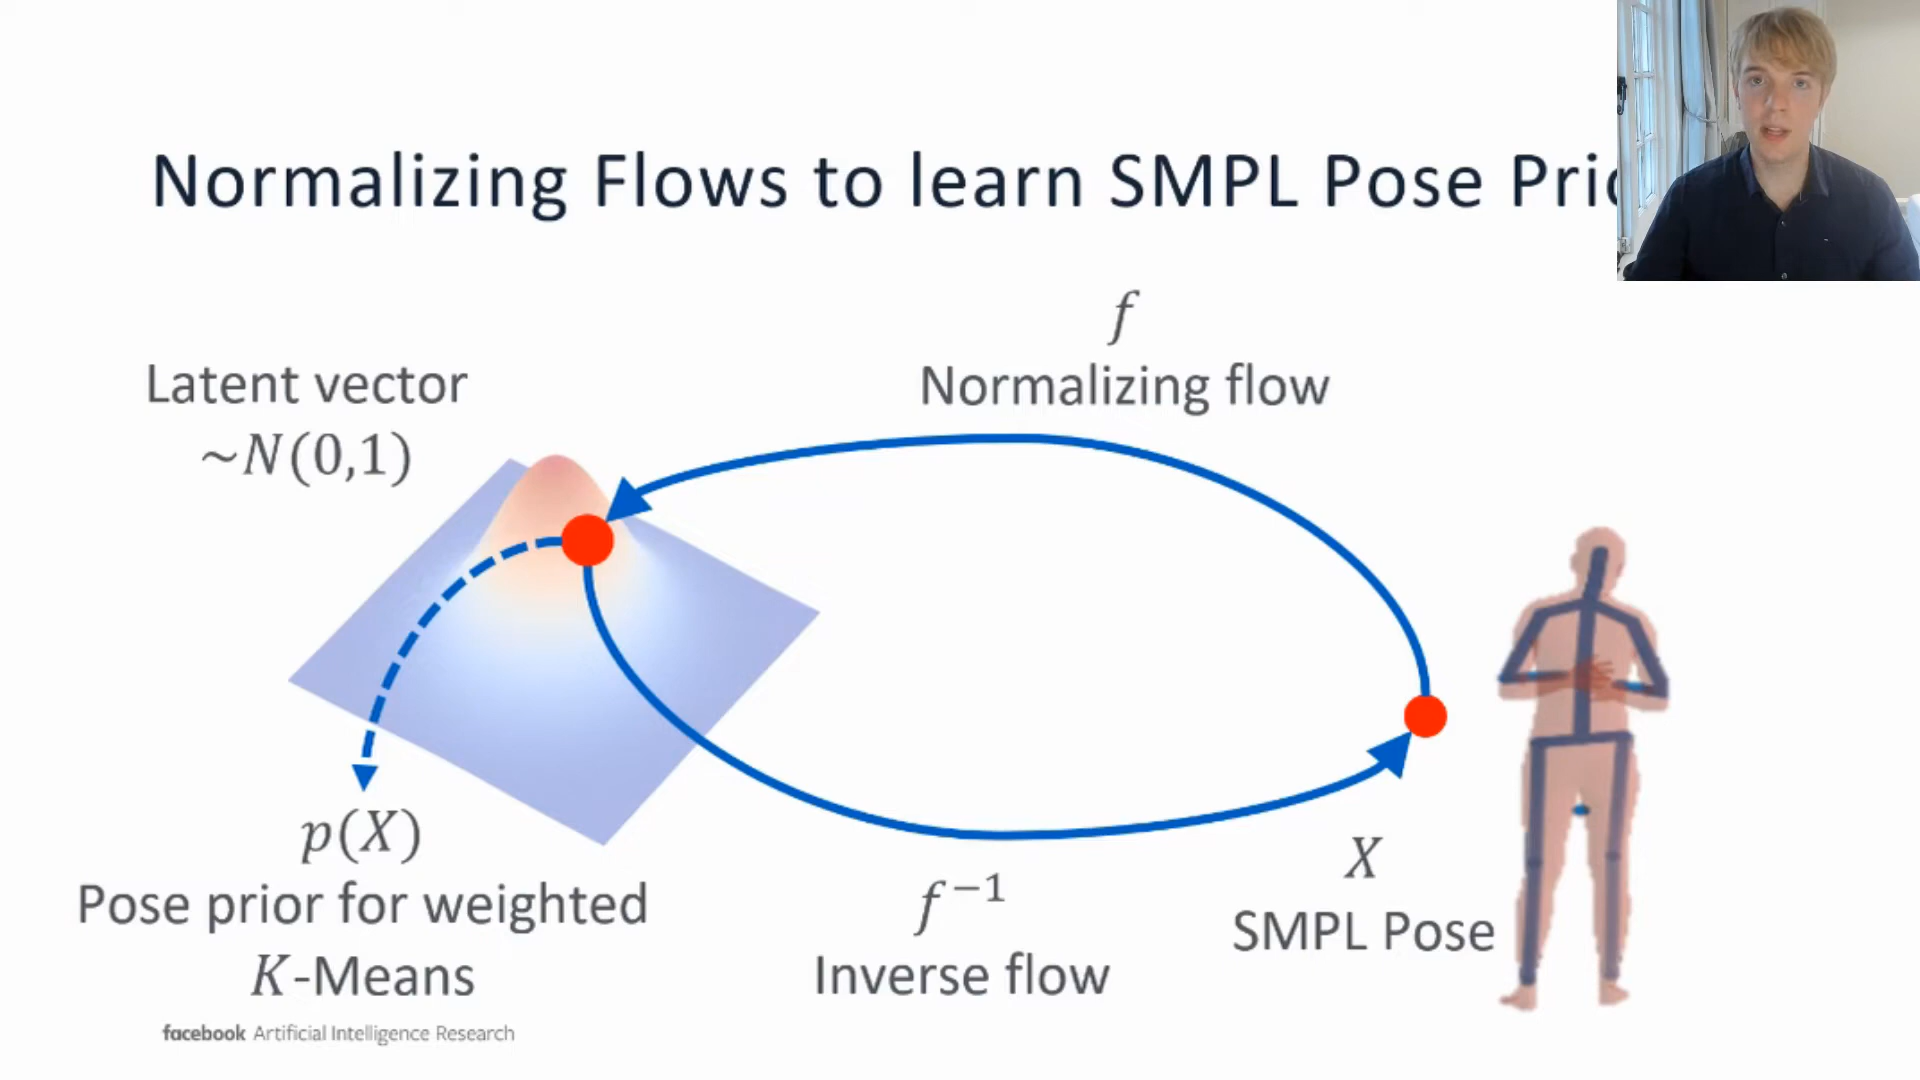 Normalizing Flows to learn SMPL Pose
f
Normalizing flow
Latent vector
~N(0,1)
p(X)
Pose prior for weighted
K-Means
f⁻¹
Inverse flow
X
SMPL Pose
facebook Artificial Intelligence Research